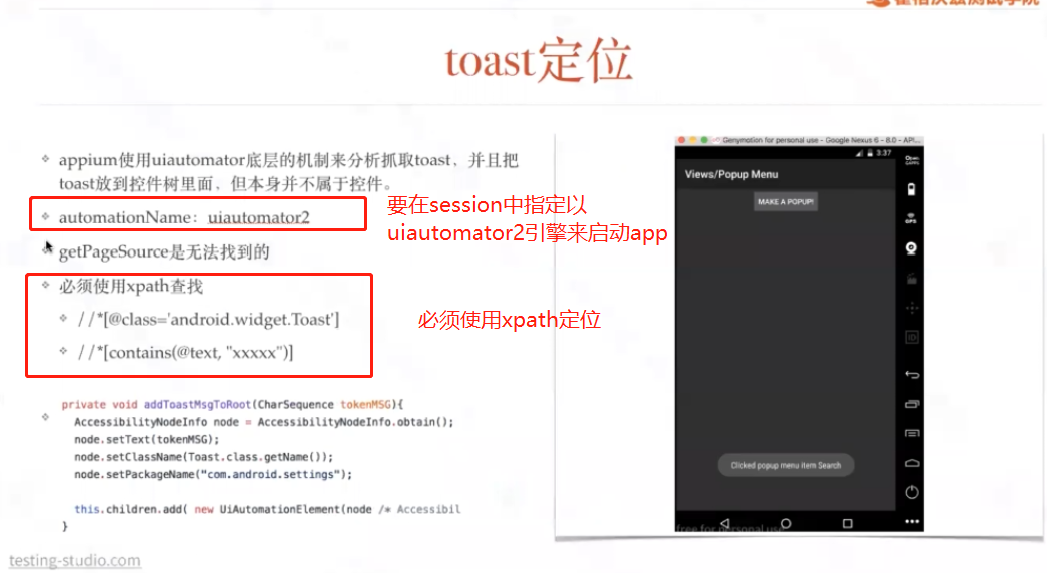 霍格沃兹测试学院
toast定位
appium使用uiautomator底层的机制来分析抓取toast，并且把
toast放到控件树里面，但本身并不属于控件。
automationName：uiautomator2
要在session中指定以
uiautomator2引擎来启动app
getPageSource是无法找到的
必须使用xpath查找
//*[@class='android.widget.Toast']
//*[contains(@text, "xxxxx")]
必须使用xpath定位
private void addToastMsgToRoot(CharSequence tokenMSG){
AccessibilityNodeInfo node = AccessibilityNodeInfo.obtain();
node.setText(tokenMSG);
node.setClassName(Toast.class.getName());
node.setPackageName("com.android.settings");
this.children.add( new UiAutomationElement(node /* Accessibil
}
testing-studio.com
Genymotion for personal use - Google Nexus 6 - 8.0 - API...
3:37
Views/Popup Menu
MAKE A POPUP!
GPS
ID
Clicked popup menu item Search
free for personal use